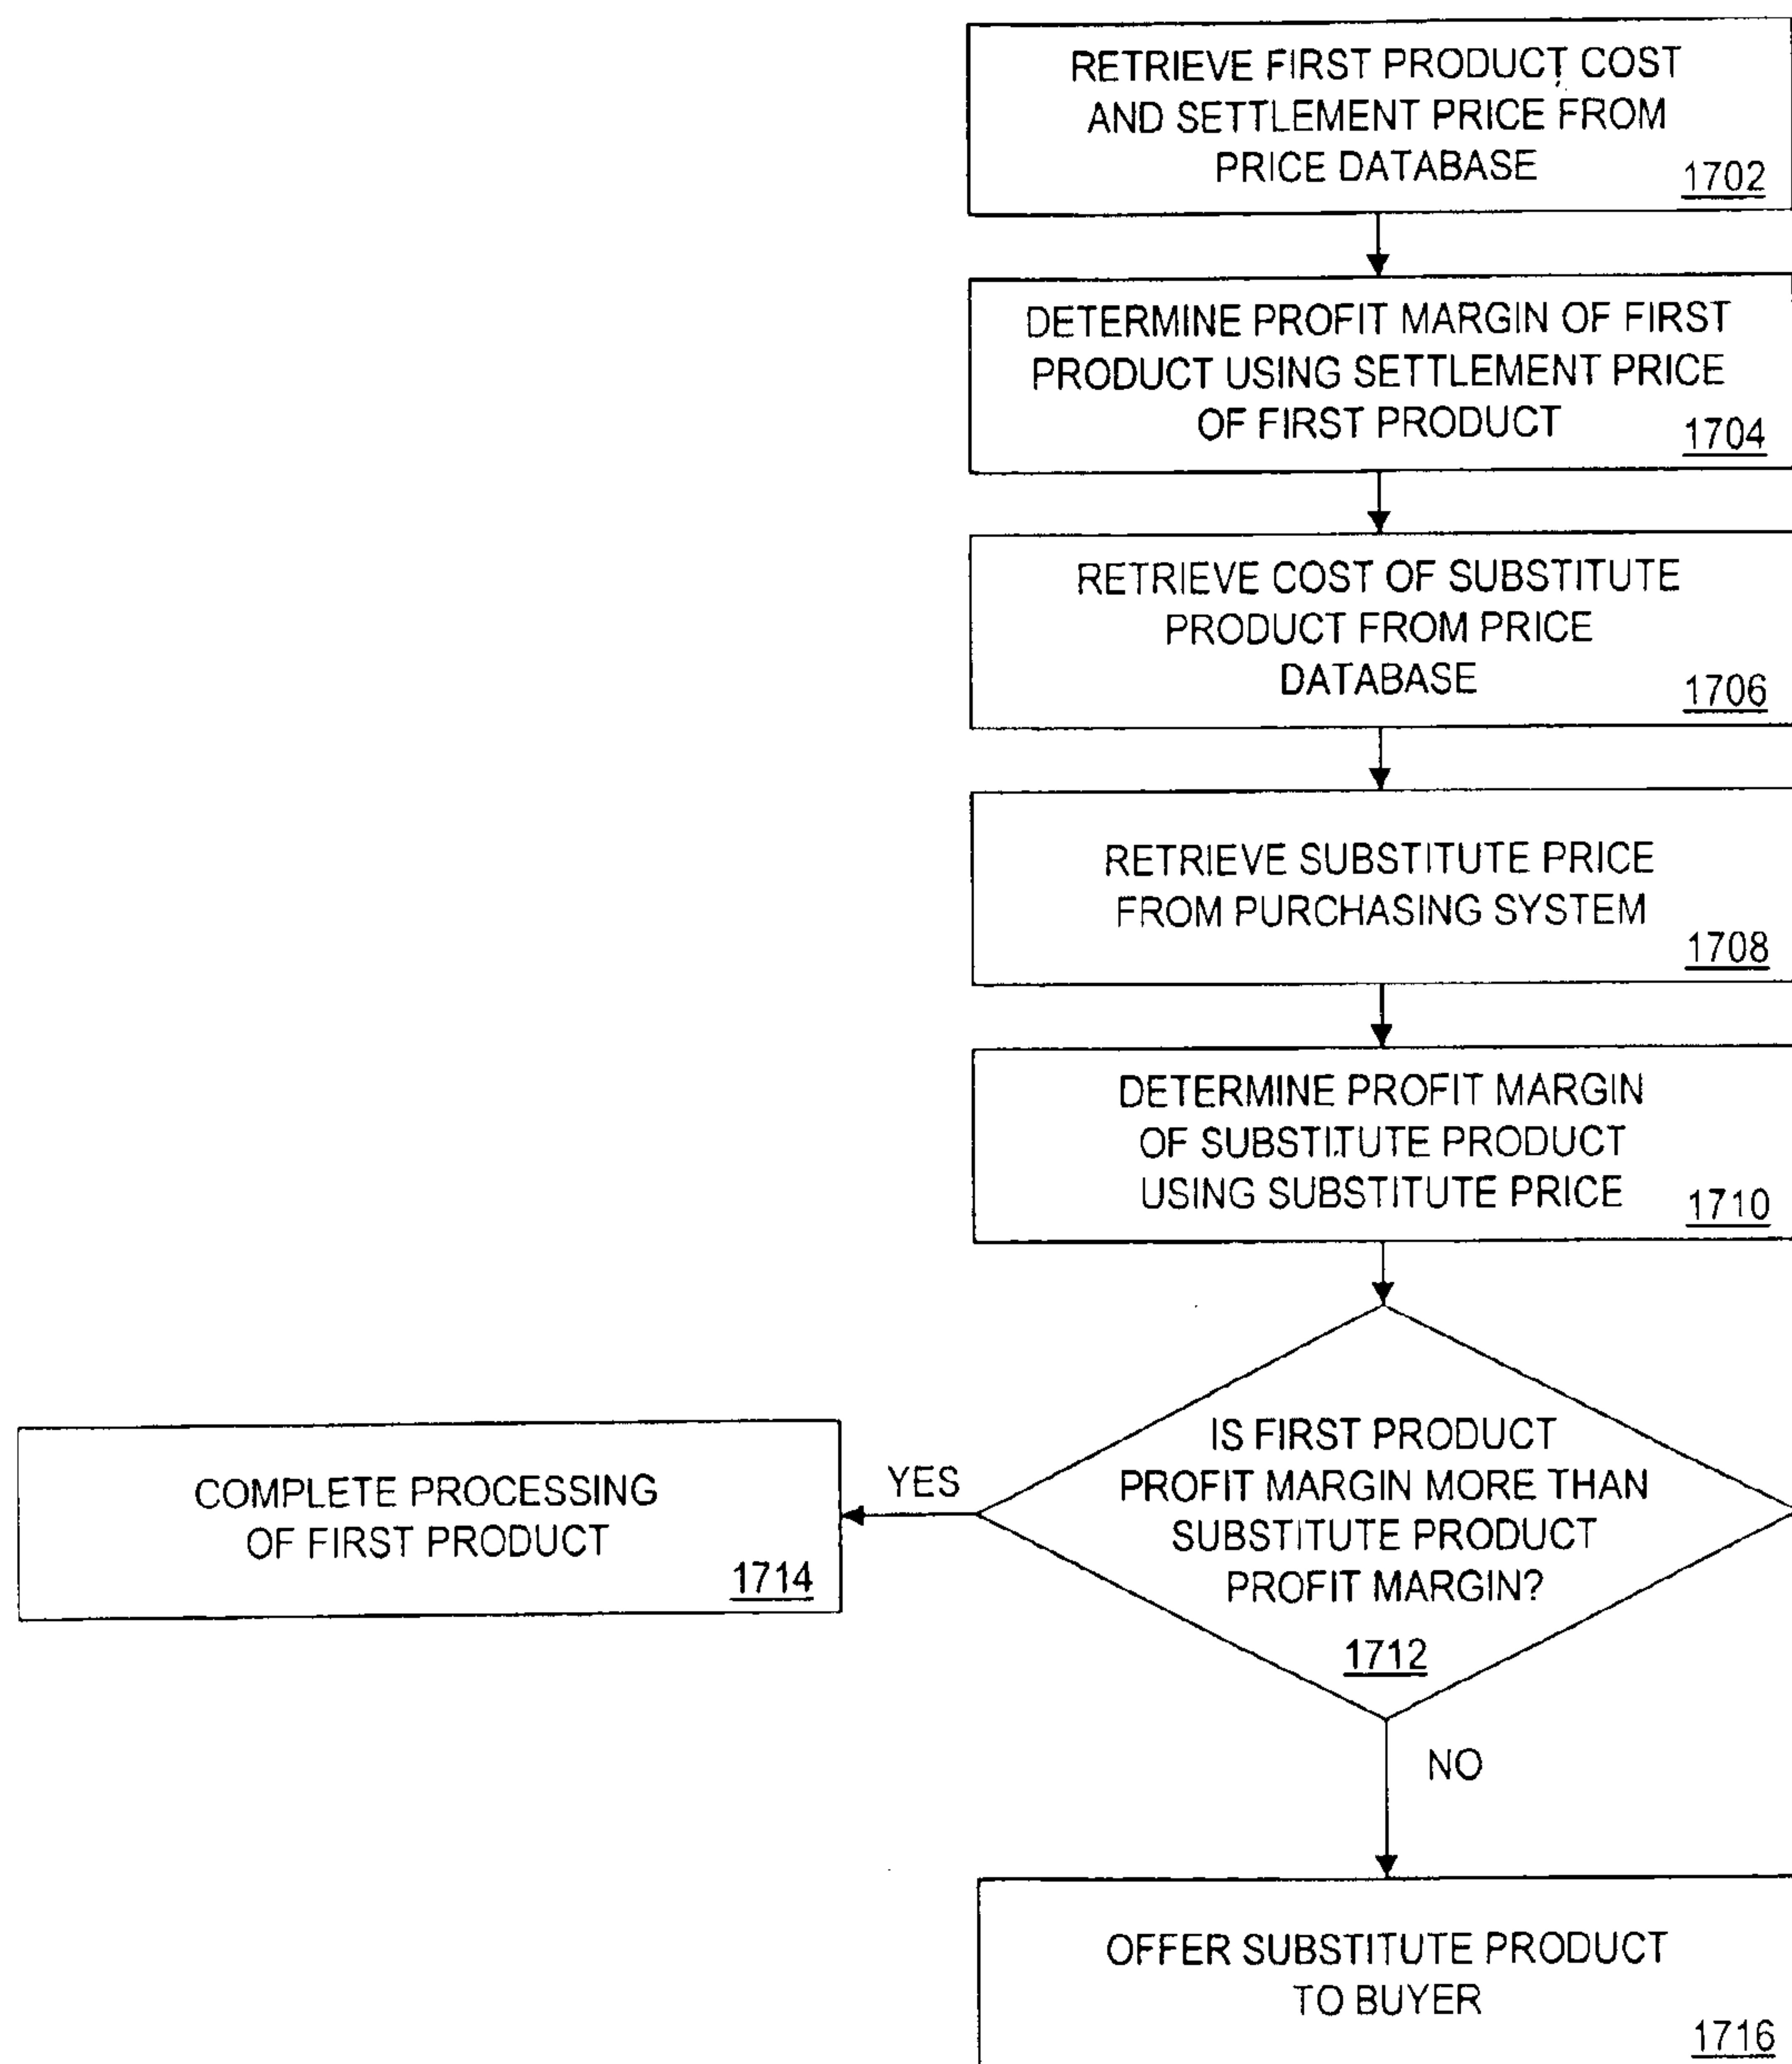 RETRIEVE FIRST PRODUCT COST
AND SETTLEMENT PRICE FROM
PRICE DATABASE
1702
DETERMINE PROFIT MARGIN OF FIRST
PRODUCT USING SETTLEMENT PRICE
OF FIRST PRODUCT
1704
RETRIEVE COST OF SUBSTITUTE
PRODUCT FROM PRICE
DATABASE
1706
RETRIEVE SUBSTITUTE PRICE
FROM PURCHASING SYSTEM
1708
DETERMINE PROFIT MARGIN
OF SUBSTITUTE PRODUCT
USING SUBSTITUTE PRICE
1710
IS FIRST PRODUCT
PROFIT MARGIN MORE THAN
SUBSTITUTE PRODUCT
PROFIT MARGIN?
1712
YES
COMPLETE PROCESSING
OF FIRST PRODUCT
1714
NO
OFFER SUBSTITUTE PRODUCT
TO BUYER
1716